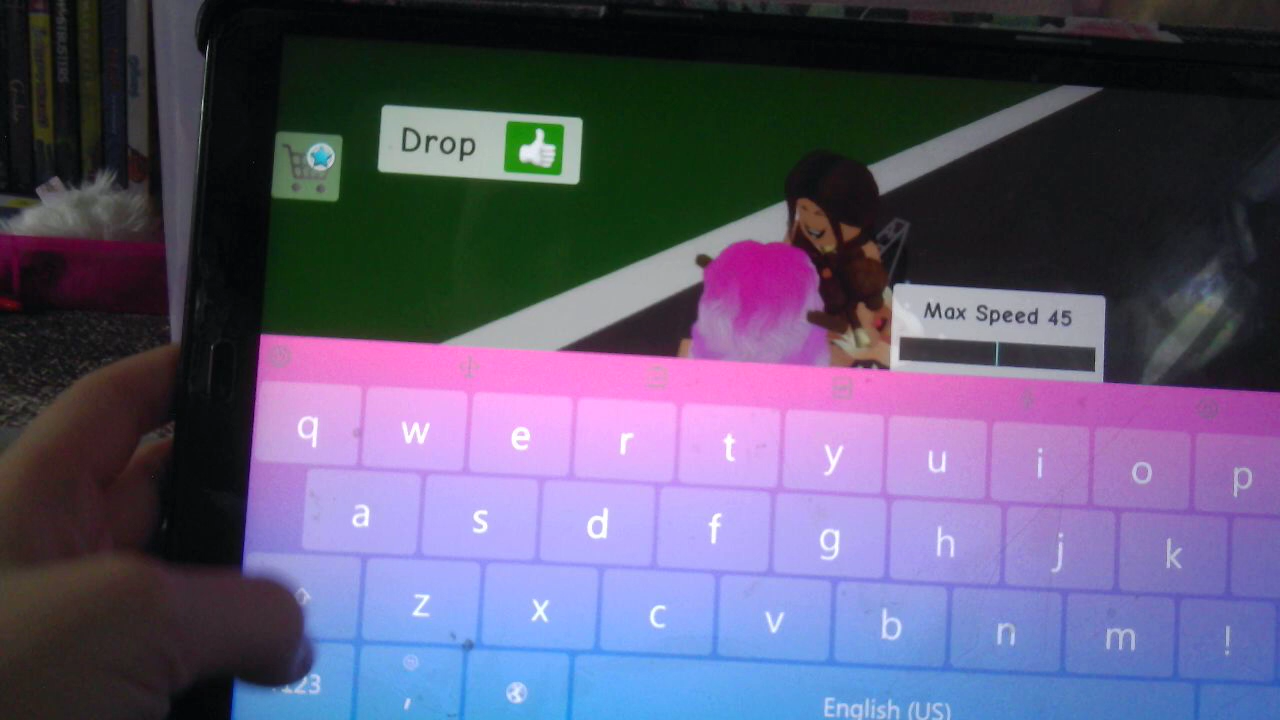 Drop
Max Speed 45
q w e r t y u i o p
a s d f g h j k
z x c v b n m !
123 , English (US)